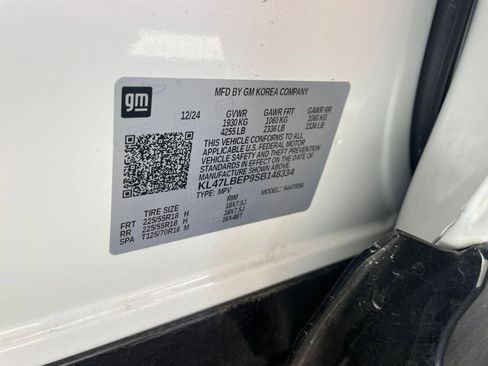 gm
MFD BY GM KOREA COMPANY
12/24 GVWR GAWR FRT GAWR RR
1930 KG 1060 KG 1060 KG
4255 LB 2336 LB 2336 LB
THIS VEHICLE CONFORMS TO ALL
APPLICABLE U.S. FEDERAL MOTOR
VEHICLE SAFETY AND THEFT PREVENTION
STANDARDS IN EFFECT ON THE DATE OF
MANUFACTURE SHOWN ABOVE.
KL47LBEP9SB148334
TYPE: MPV MODEL:
TIRE SIZE RIM
FRT 225/55R18 H 18X7.5J
RR 225/55R18 H 18X7.5J
SPA T125/70R16 M 16X4BT